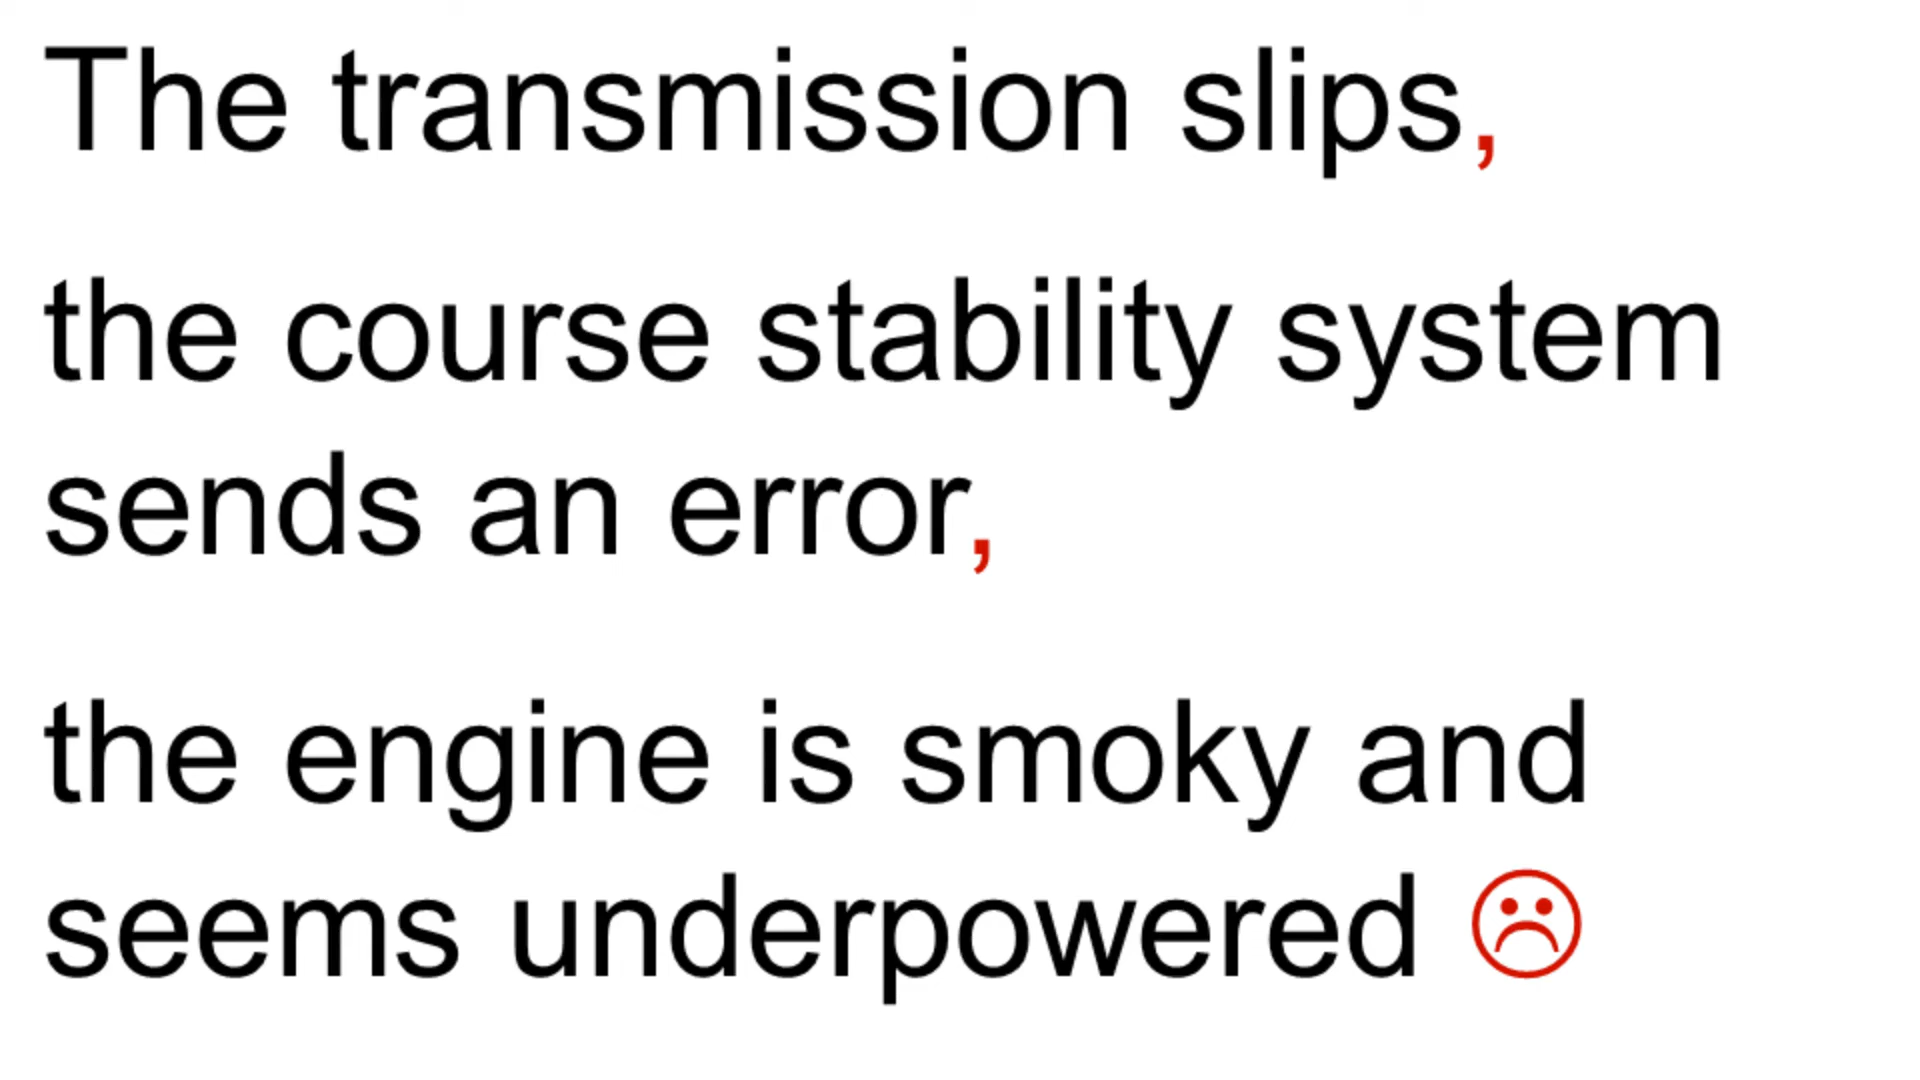 The transmission slips,
the course stability system
sends an error,
the engine is smoky and
seems underpowered ☹